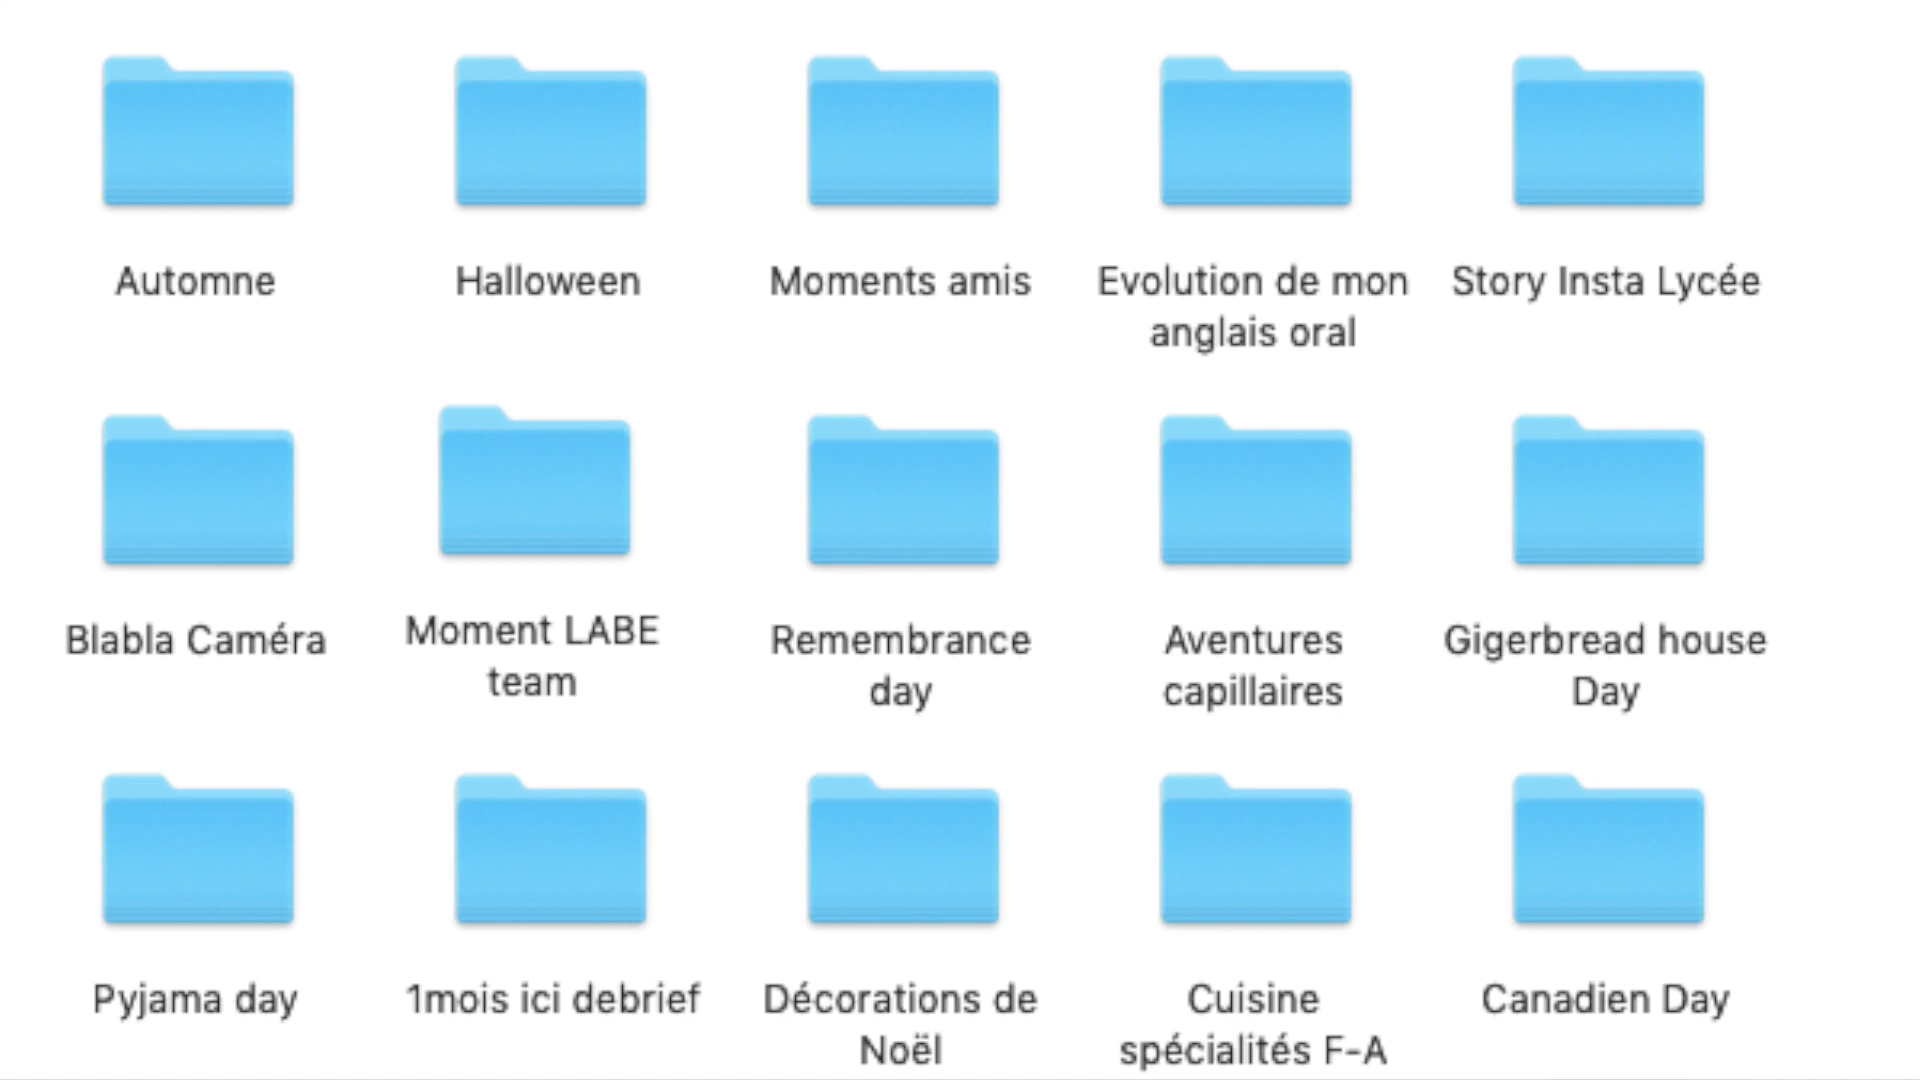 Automne
Halloween
Moments amis
Evolution de mon
anglais oral
Story Insta Lycée
Blabla Caméra
Moment LABE
team
Remembrance
day
Aventures
capillaires
Gigerbread house
Day
Pyjama day
1mois ici debrief
Décorations de
Noël
Cuisine
spécialités F-A
Canadien Day